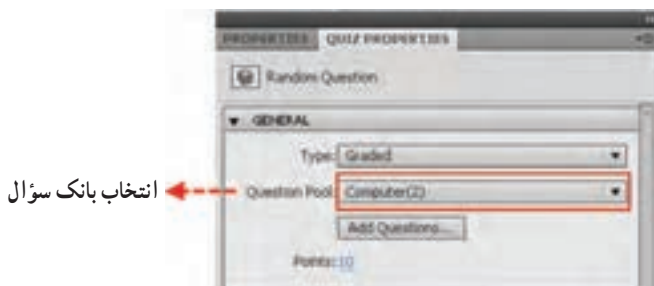 PROPERTIES QUIZ PROPERTIES
Random Question
GENERAL
Type: Graded
انتخاب بانک سؤال
Question Pool: Computer(2)
Add Questions...
Points: 10